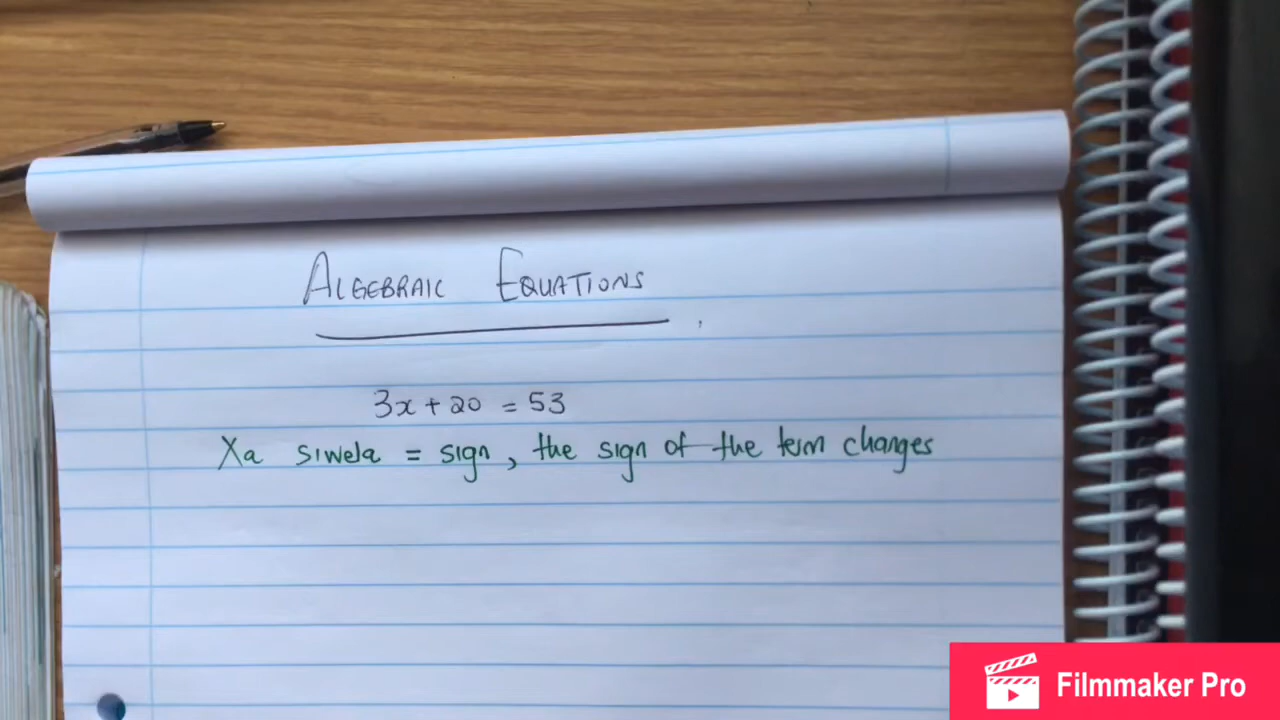 ALGEBRAIC EQUATIONS
3x + 20 = 53
Xa siwela = sign, the sign of the term changes
Filmmaker Pro